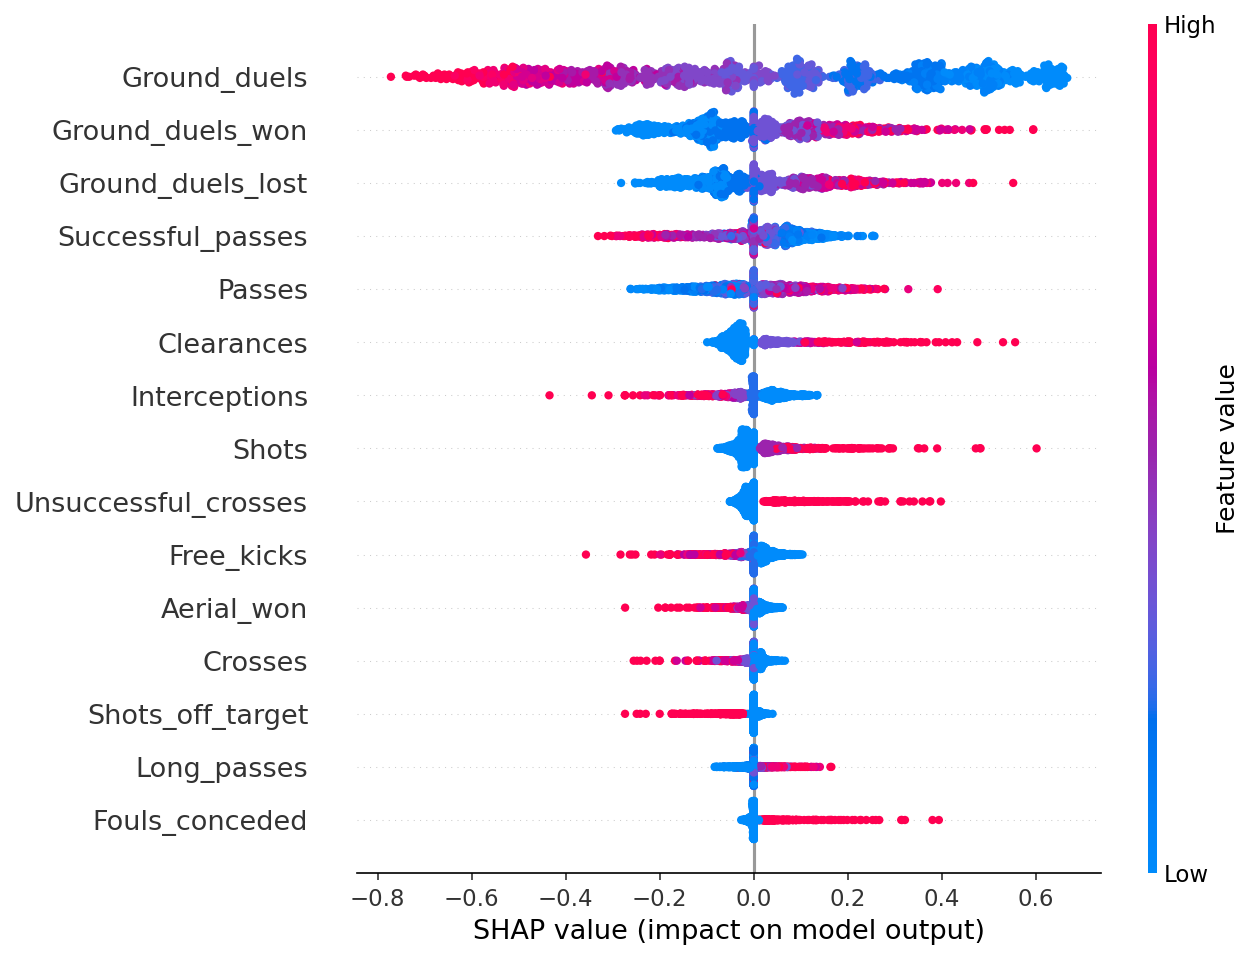 High
Ground_duels
Ground_duels_won
Ground_duels_lost
Successful_passes
Passes
Clearances
Interceptions
Shots
Unsuccessful_crosses
Free_kicks
Aerial_won
Crosses
Shots_off_target
Long_passes
Fouls_conceded
Feature value
Low
−0.8 −0.6 −0.4 −0.2 0.0 0.2 0.4 0.6
SHAP value (impact on model output)